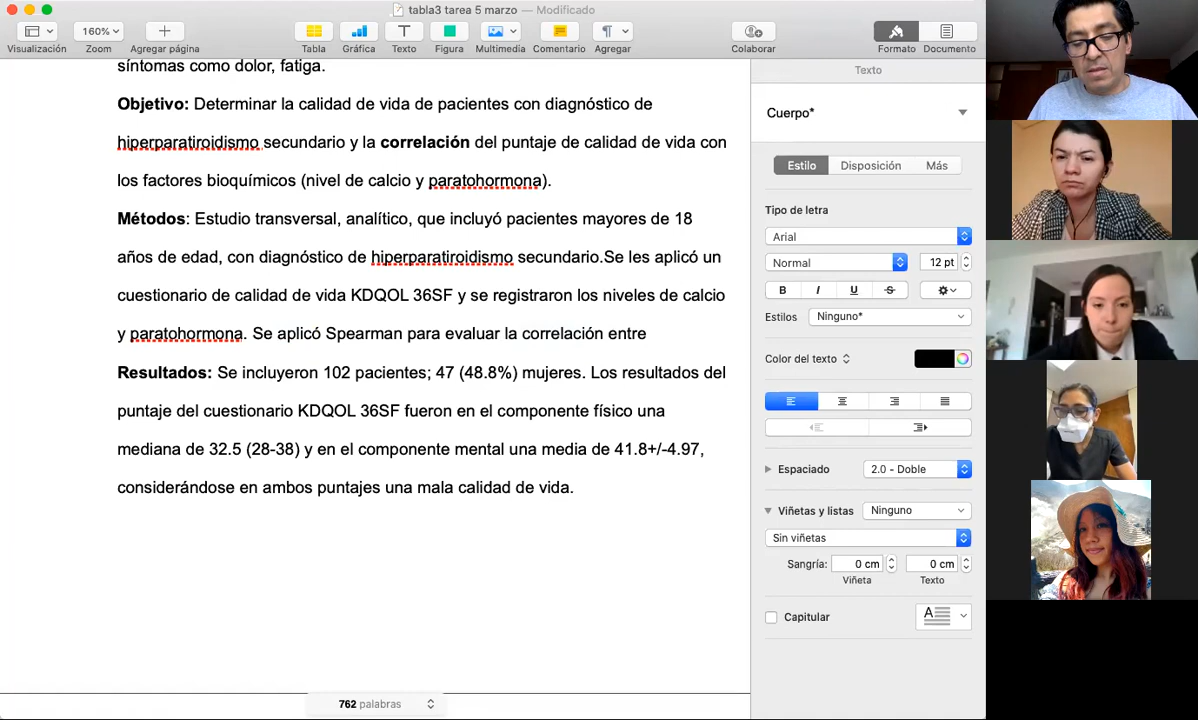 tabla3 tarea 5 marzo — Modificado
160%
Visualización Zoom Agregar página Tabla Gráfica Texto Figura Multimedia Comentario Agregar Colaborar Formato Documento
síntomas como dolor, fatiga.
Objetivo: Determinar la calidad de vida de pacientes con diagnóstico de
hiperparatiroidismo secundario y la correlación del puntaje de calidad de vida con
los factores bioquímicos (nivel de calcio y paratohormona).
Métodos: Estudio transversal, analítico, que incluyó pacientes mayores de 18
años de edad, con diagnóstico de hiperparatiroidismo secundario.Se les aplicó un
cuestionario de calidad de vida KDQOL 36SF y se registraron los niveles de calcio
y paratohormona. Se aplicó Spearman para evaluar la correlación entre
Resultados: Se incluyeron 102 pacientes; 47 (48.8%) mujeres. Los resultados del
puntaje del cuestionario KDQOL 36SF fueron en el componente físico una
mediana de 32.5 (28-38) y en el componente mental una media de 41.8+/-4.97,
considerándose en ambos puntajes una mala calidad de vida.
762 palabras
Texto
Cuerpo*
Estilo Disposición Más
Tipo de letra
Arial
Normal 12 pt
B I U S
Estilos Ninguno*
Color del texto
Espaciado 2.0 - Doble
Viñetas y listas Ninguno
Sin viñetas
Sangría: 0 cm 0 cm
Viñeta Texto
Capitular A